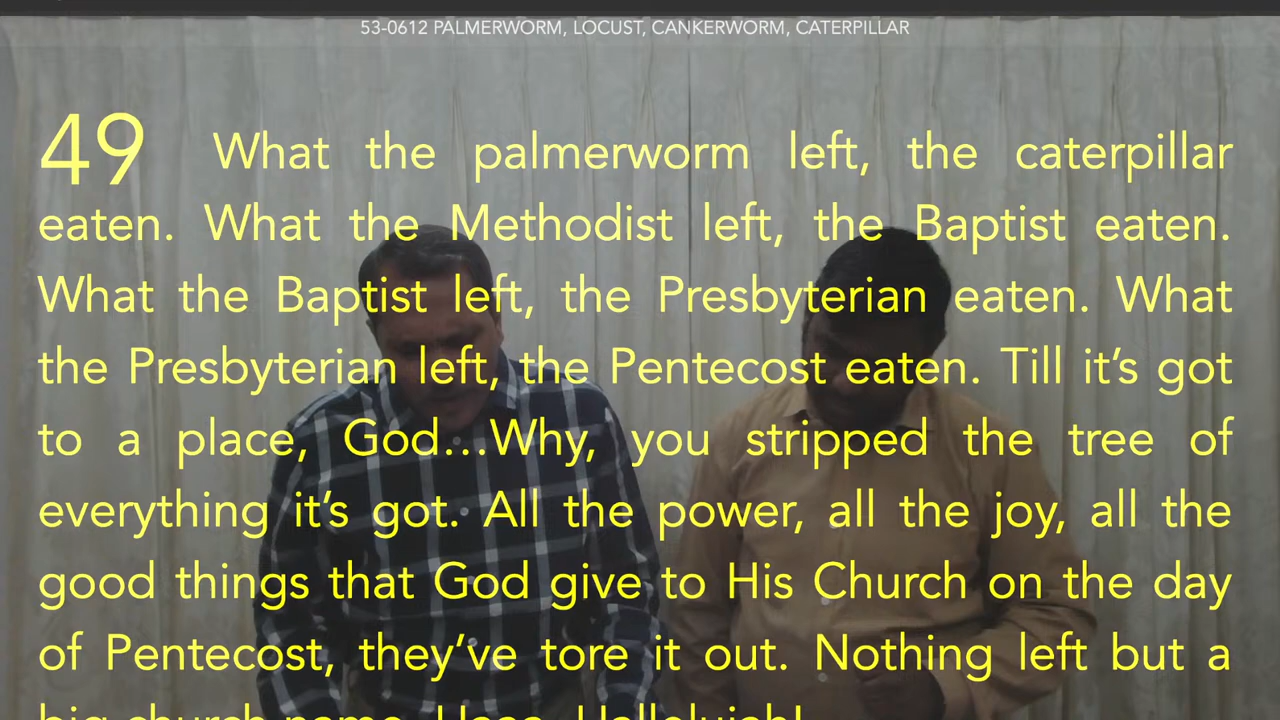 53-0612 PALMERWORM, LOCUST, CANKERWORM, CATERPILLAR
49 What the palmerworm left, the caterpillar
eaten. What the Methodist left, the Baptist eaten.
What the Baptist left, the Presbyterian eaten. What
the Presbyterian left, the Pentecost eaten. Till it’s got
to a place, God…Why, you stripped the tree of
everything it’s got. All the power, all the joy, all the
good things that God give to His Church on the day
of Pentecost, they’ve tore it out. Nothing left but a
big church name. Hallelujah!